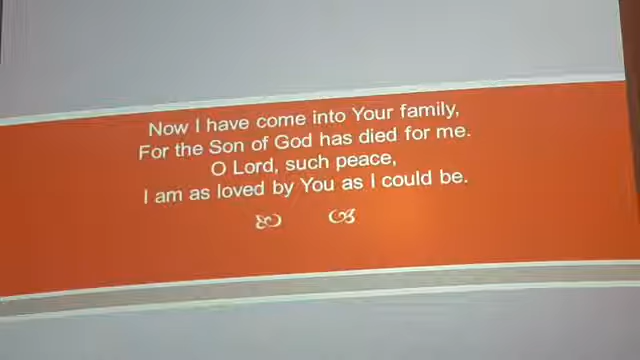 Now I have come into Your family,
For the Son of God has died for me.
O Lord, such peace,
I am as loved by You as I could be.